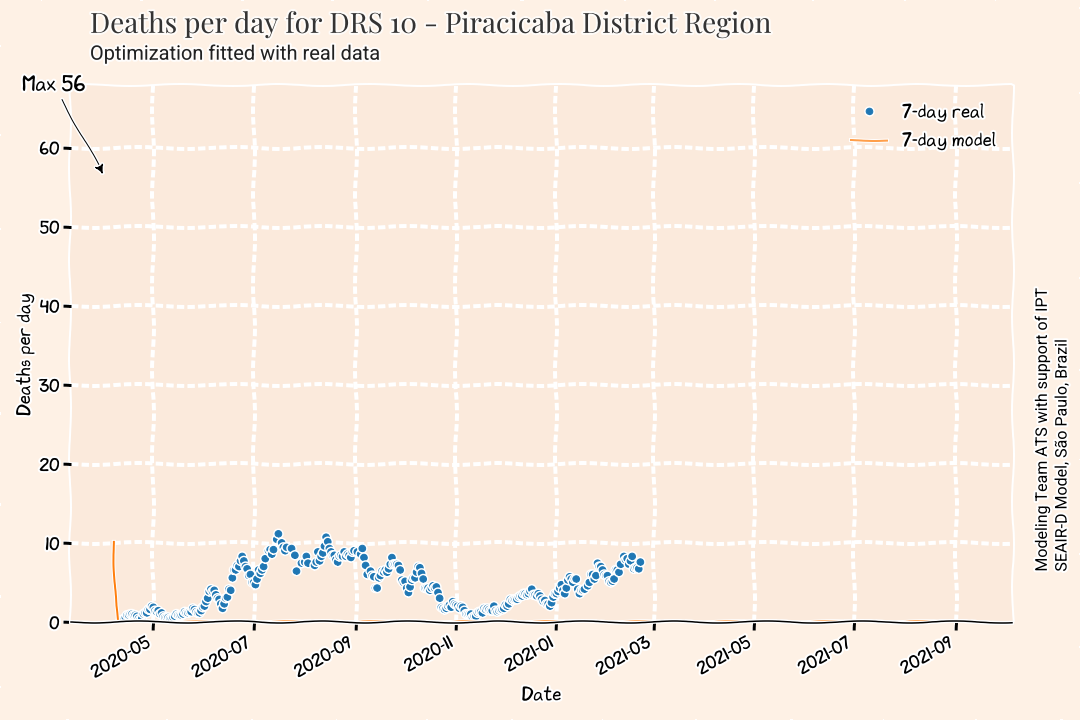 Deaths per day for DRS 10 - Piracicaba District Region
Optimization fitted with real data
Max 56
7-day real
7-day model
60
50
40
30
20
10
0
Deaths per day
2020-05
2020-07
2020-09
2020-11
2021-01
2021-03
2021-05
2021-07
2021-09
Date
Modeling Team ATS with support of IPT
SEAIR-D Model, São Paulo, Brazil